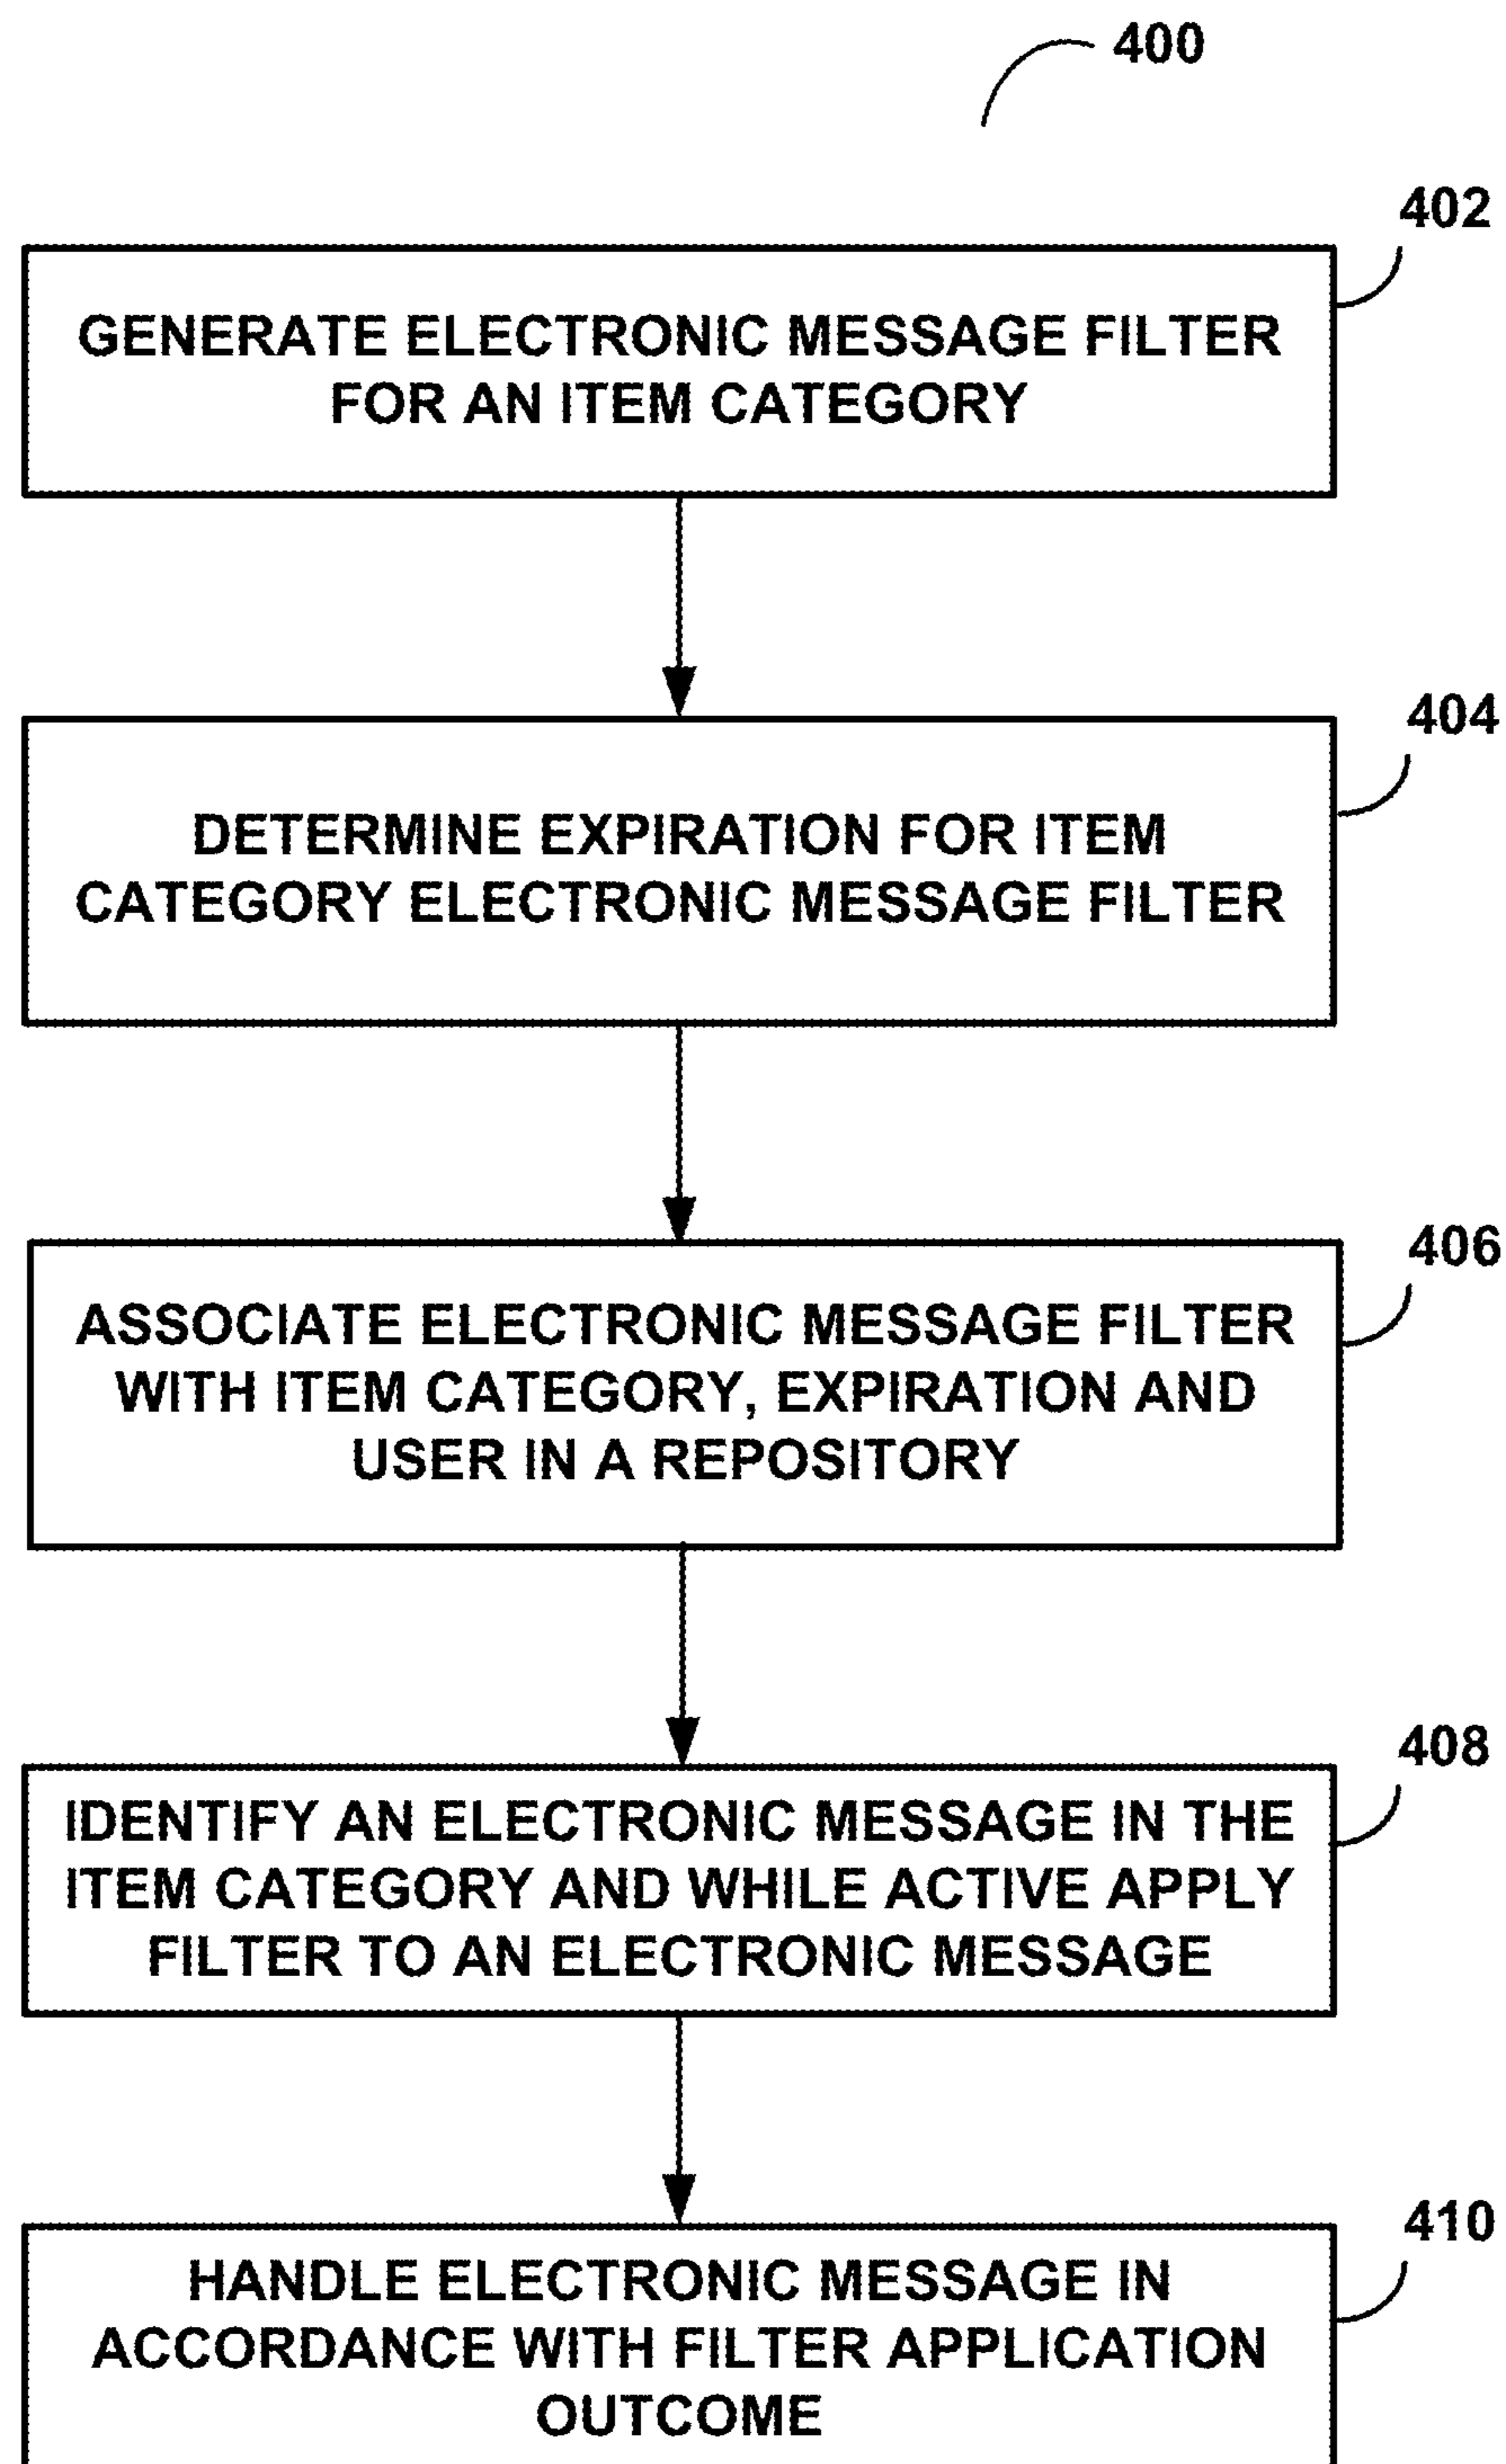 400
402
GENERATE ELECTRONIC MESSAGE FILTER
FOR AN ITEM CATEGORY
404
DETERMINE EXPIRATION FOR ITEM
CATEGORY ELECTRONIC MESSAGE FILTER
406
ASSOCIATE ELECTRONIC MESSAGE FILTER
WITH ITEM CATEGORY, EXPIRATION AND
USER IN A REPOSITORY
408
IDENTIFY AN ELECTRONIC MESSAGE IN THE
ITEM CATEGORY AND WHILE ACTIVE APPLY
FILTER TO AN ELECTRONIC MESSAGE
410
HANDLE ELECTRONIC MESSAGE IN
ACCORDANCE WITH FILTER APPLICATION
OUTCOME